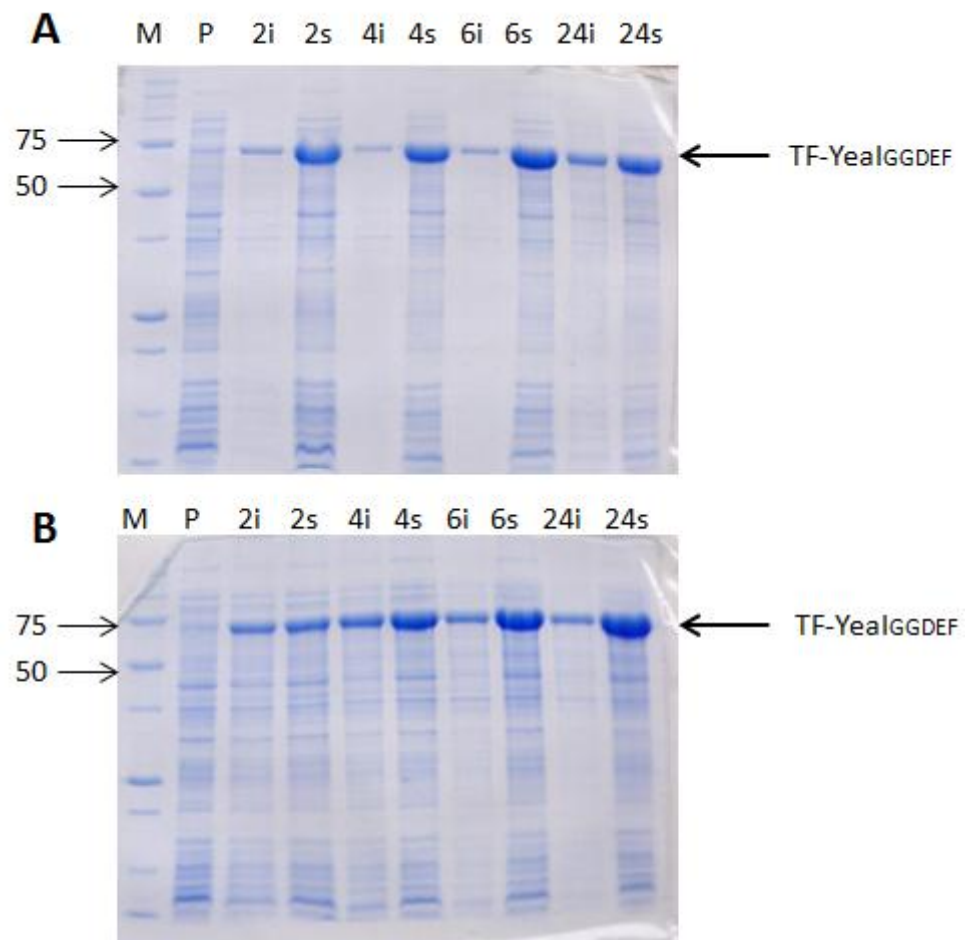 A
M P 2i 2s 4i 4s 6i 6s 24i 24s
75
50
TF-YeaIGGDEF
B
M P 2i 2s 4i 4s 6i 6s 24i 24s
75
50
TF-YeaIGGDEF